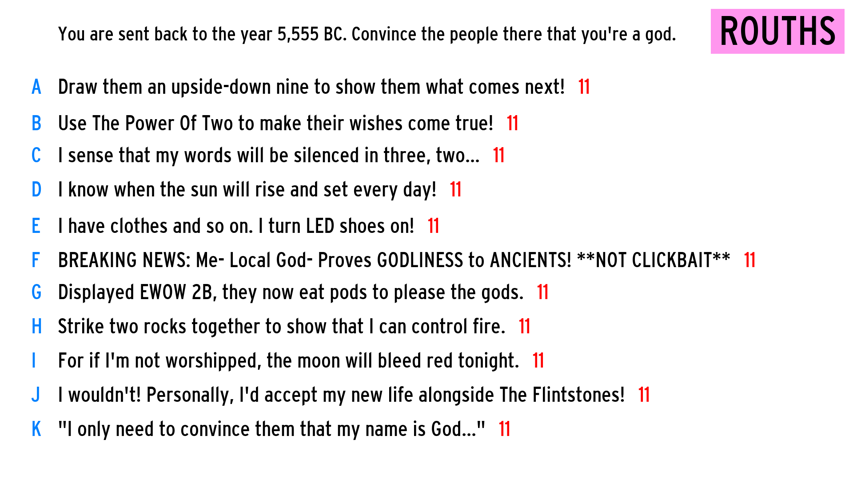 You are sent back to the year 5,555 BC. Convince the people there that you're a god.
ROUTHS
A Draw them an upside-down nine to show them what comes next! 11
B Use The Power Of Two to make their wishes come true! 11
C I sense that my words will be silenced in three, two... 11
D I know when the sun will rise and set every day! 11
E I have clothes and so on. I turn LED shoes on! 11
F BREAKING NEWS: Me- Local God- Proves GODLINESS to ANCIENTS! **NOT CLICKBAIT** 11
G Displayed EWOW 2B, they now eat pods to please the gods. 11
H Strike two rocks together to show that I can control fire. 11
I For if I'm not worshipped, the moon will bleed red tonight. 11
J I wouldn't! Personally, I'd accept my new life alongside The Flintstones! 11
K "I only need to convince them that my name is God..." 11